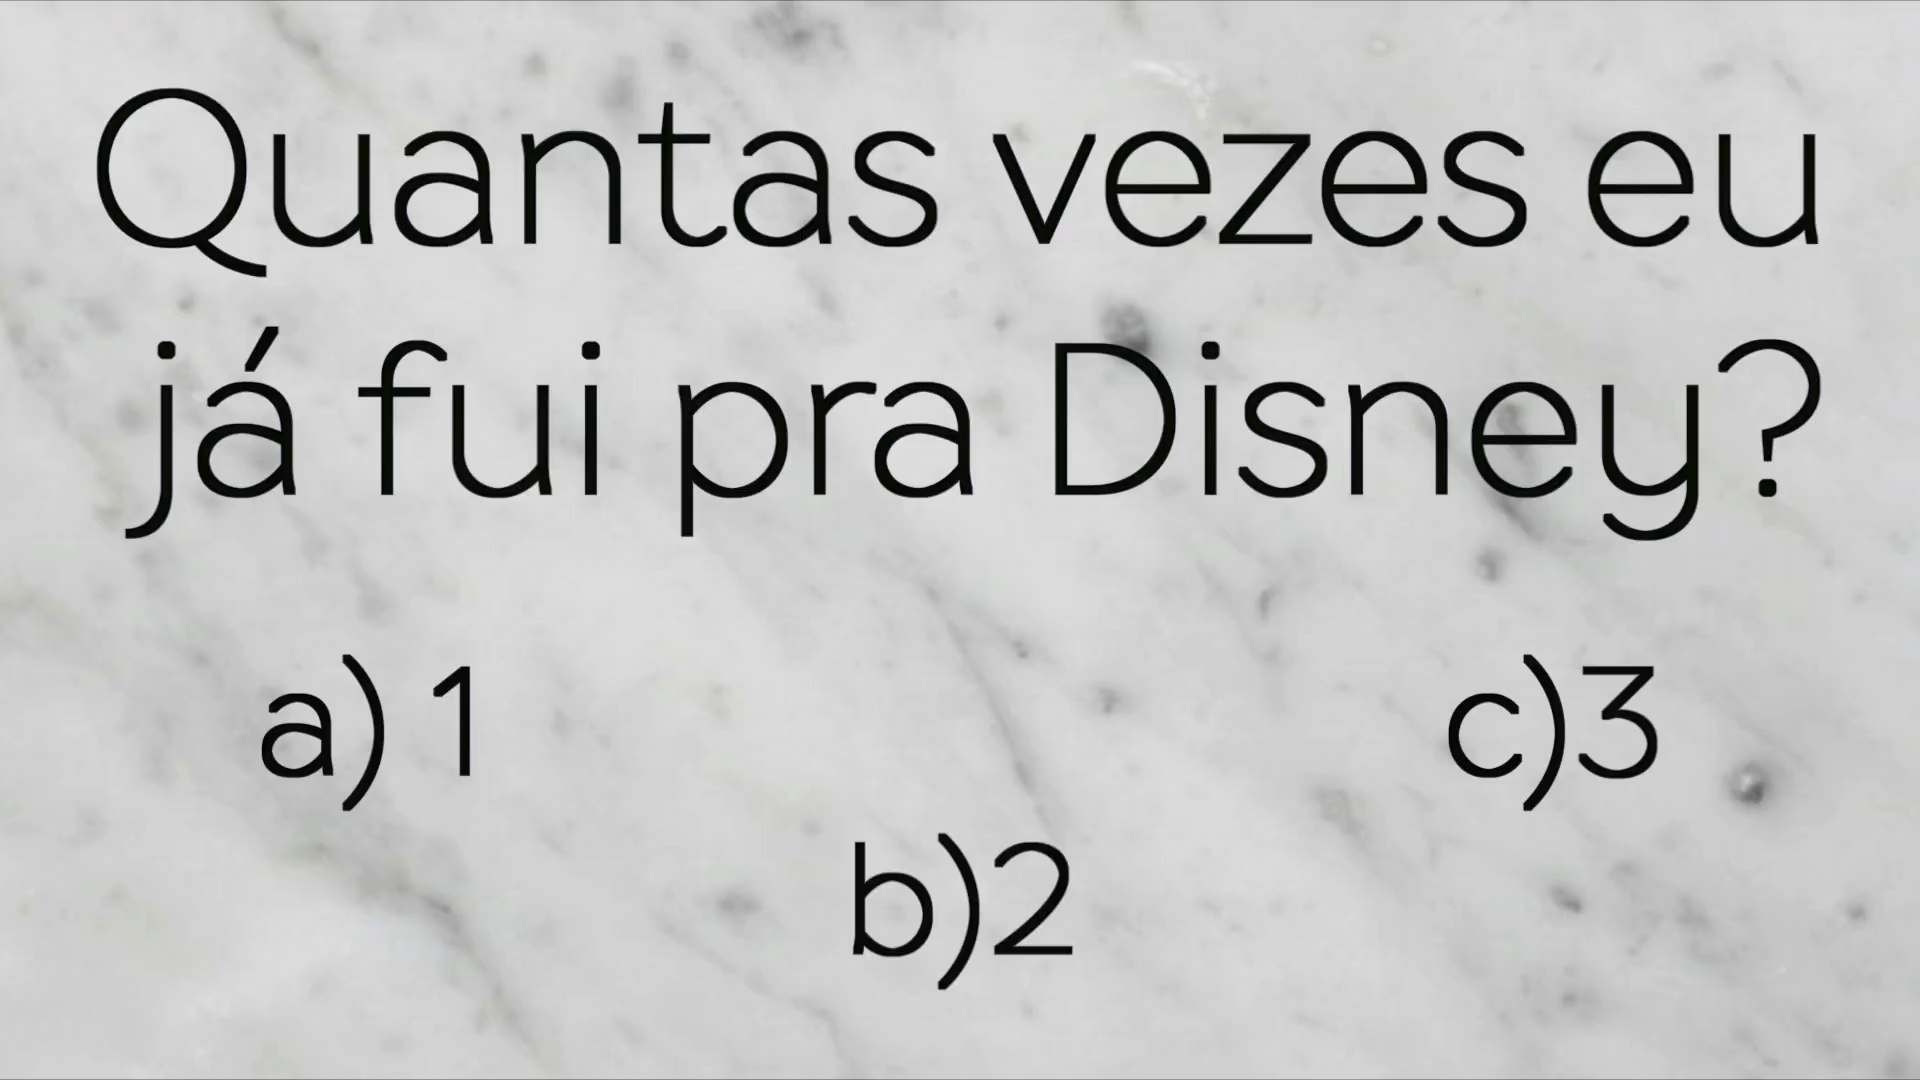 Quantas vezes eu
já fui pra Disney?
a) 1
b)2
c)3